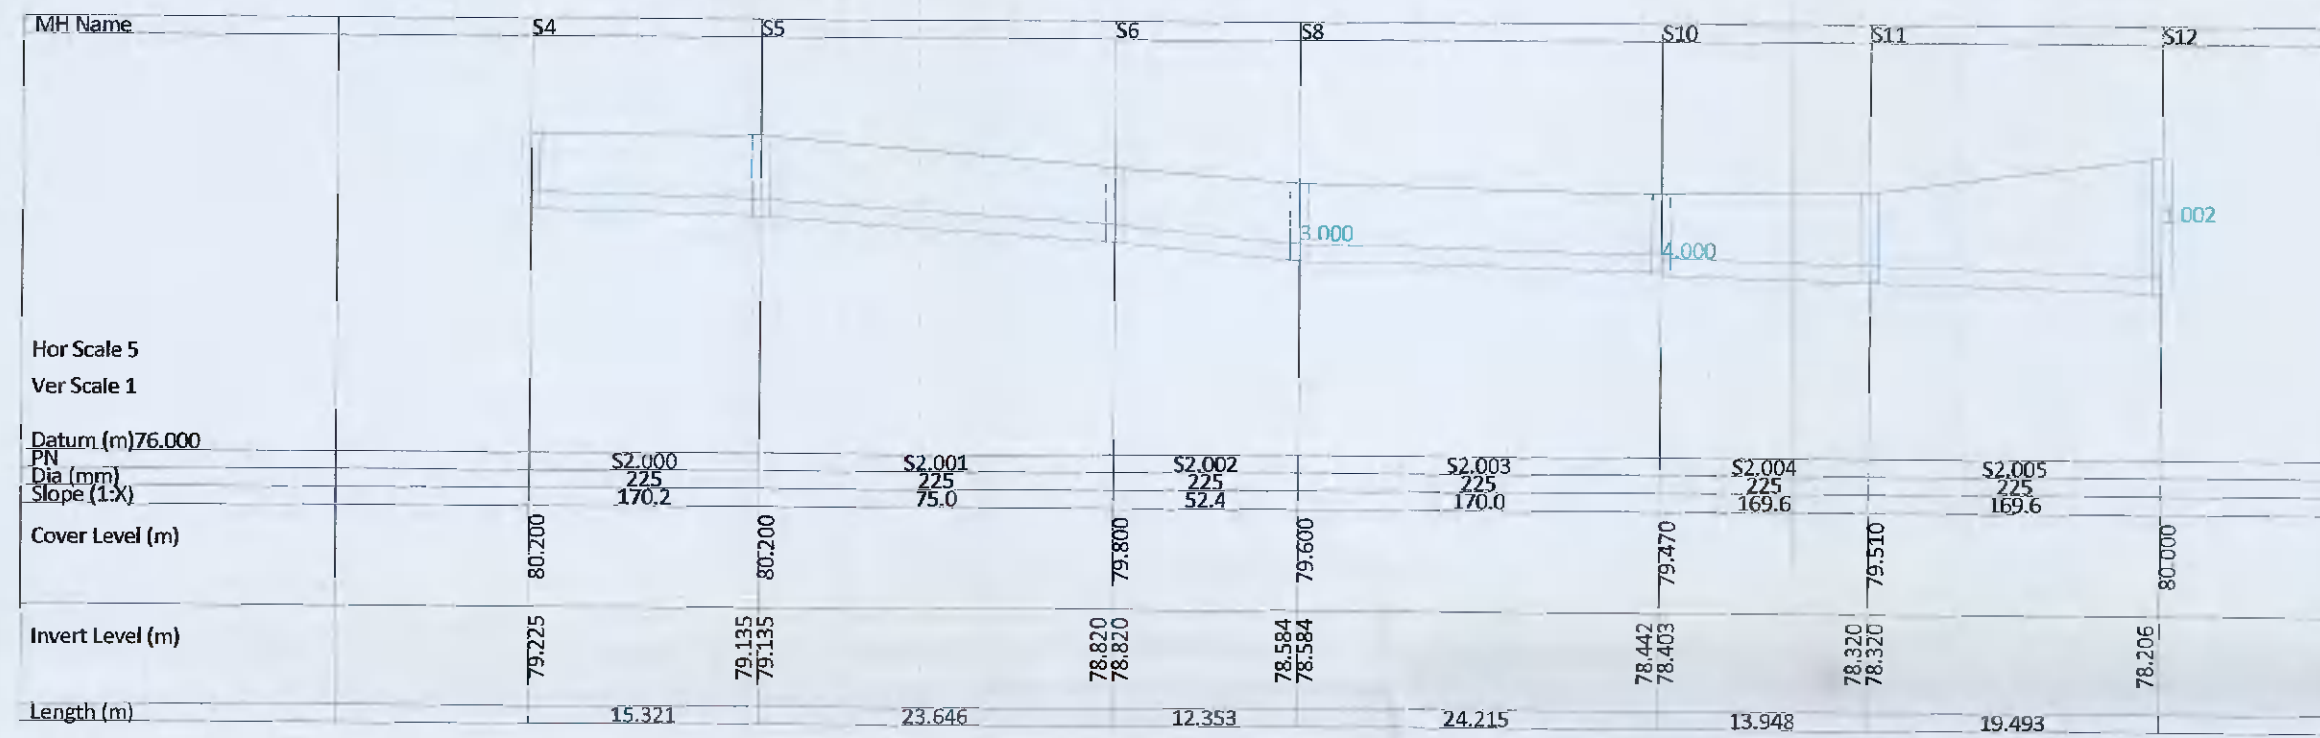 MH Name S4 S5 S6 S8 S10 S11 S12
002
3.000
4.000
Hor Scale 5
Ver Scale 1
Datum (m)76.000
PN S2.000 S2.001 S2.002 S2.003 S2.004 S2.005
Dia (mm) 225 225 225 225 225 225
Slope (1:X) 170.2 75.0 52.4 170.0 169.6 169.6
Cover Level (m) 80.200 80.200 79.800 79.600 79.470 79.510 80.000
Invert Level (m) 79.225 79.135 79.135 78.820 78.820 78.584 78.584 78.442 78.403 78.320 78.320 78.206
Length (m) 15.321 23.646 12.353 24.215 13.948 19.493